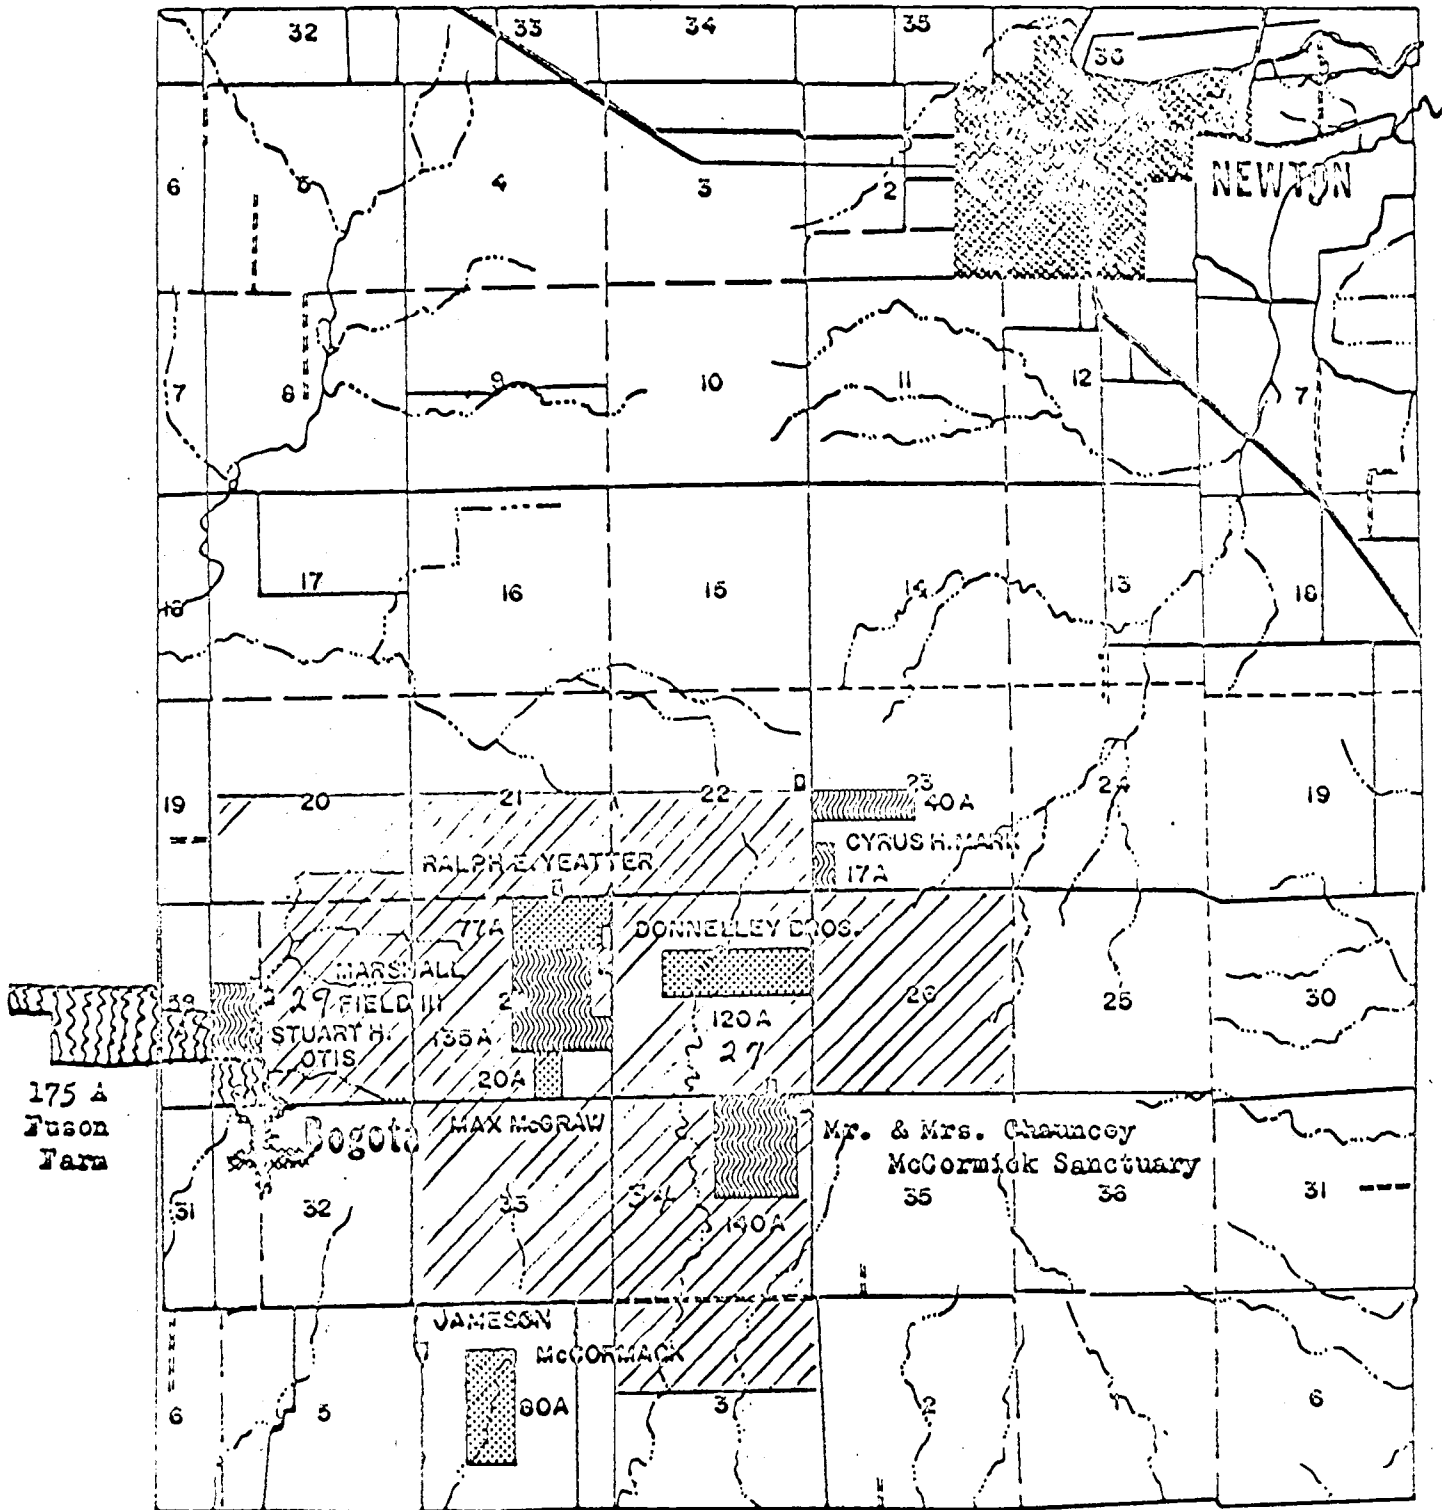 32 33 34 35 36
6 5 4 3 2
NEWTON
7 8 9 10 11 12 7
18 17 16 15 14 13 18
19 20 21 22 23 24 19
40A
CYRUS H. MARK
17A
RALPH E. YEATTER
77A
DONNELLEY BROS.
MARSHALL
FIELD III
29
STUART H.
OTIS
135A
20A
120A
27
26 25 30
175 A
Fuson
Farm
Bogota
MAX McGRAW
Mr. & Mrs. Chauncey
McCormick Sanctuary
31 32 33 34 35 36 31
140A
JAMESON
McCORMACK
80A
6 5 3 2 1 6